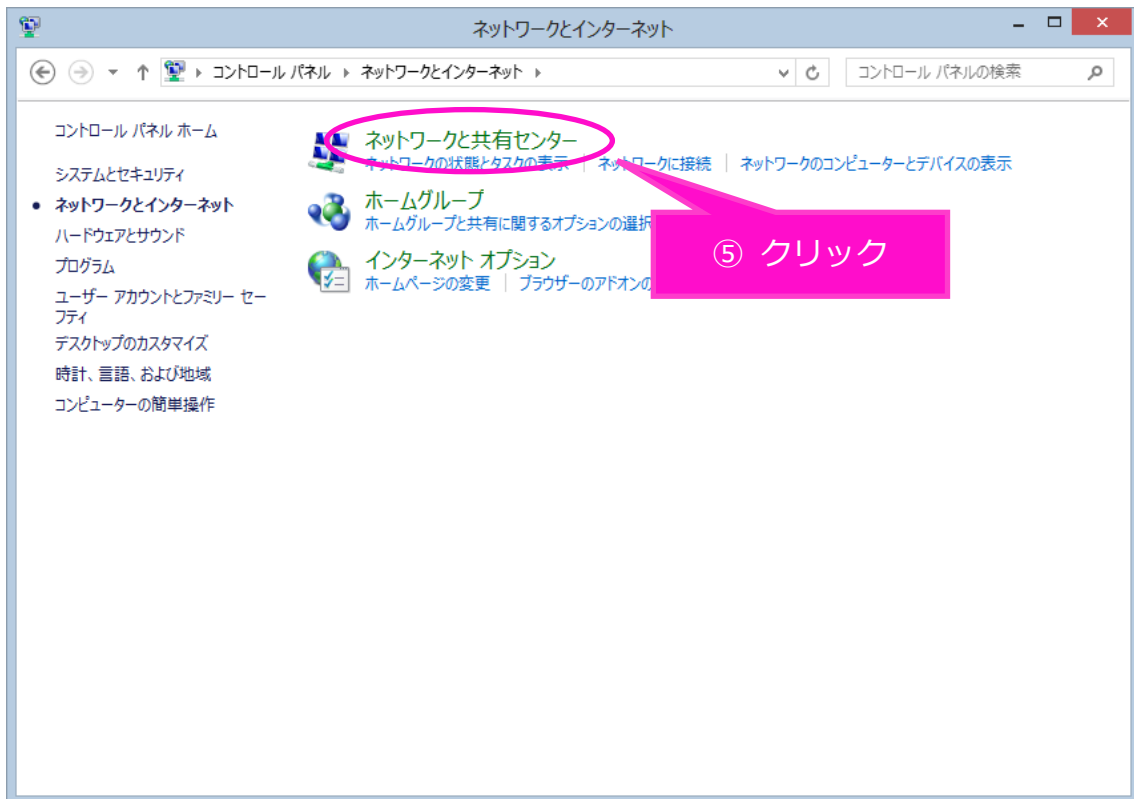 ネットワークとインターネット
コントロール パネル ネットワークとインターネット コントロール パネルの検索
コントロール パネル ホーム
システムとセキュリティ
ネットワークとインターネット
ハードウェアとサウンド
プログラム
ユーザー アカウントとファミリー セー
フティ
デスクトップのカスタマイズ
時計、言語、および地域
コンピューターの簡単操作
ネットワークと共有センター
ネットワークの状態とタスクの表示 ネットワークに接続 ネットワークのコンピューターとデバイスの表示
ホームグループ
ホームグループと共有に関するオプションの選択
インターネット オプション
ホームページの変更 ブラウザーのアドオンの
⑤ クリック